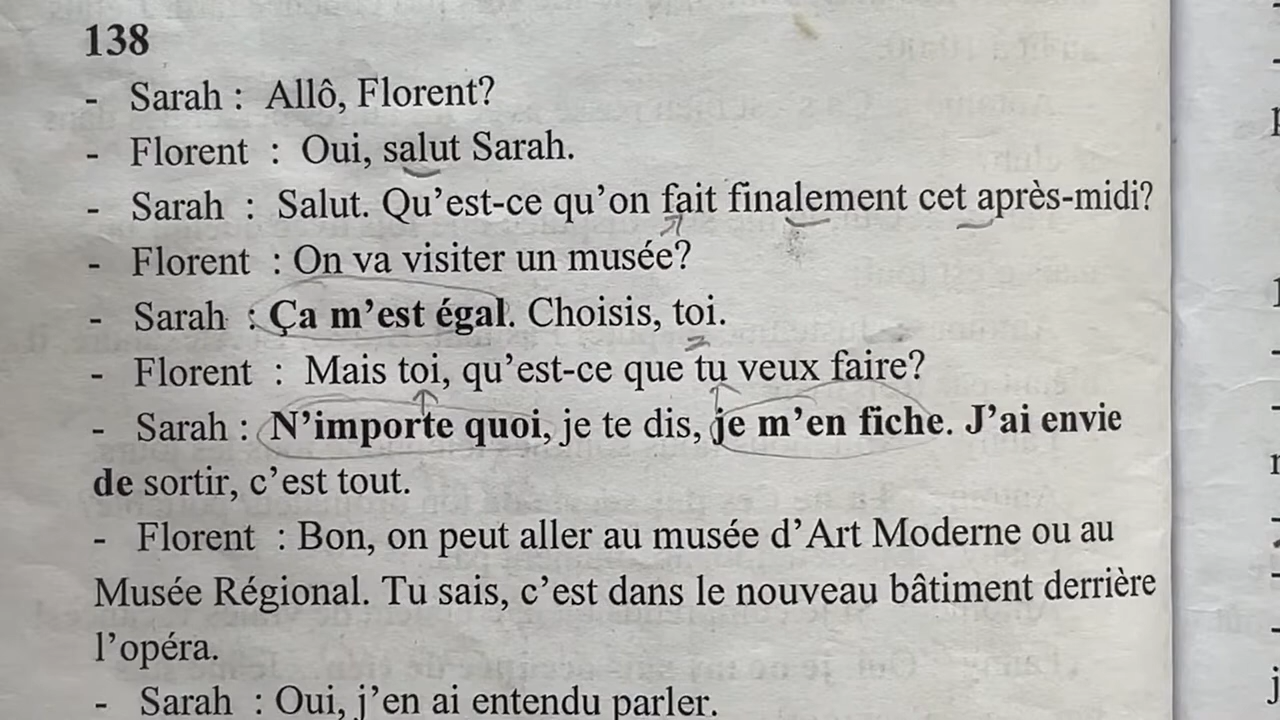 138
- Sarah : Allô, Florent?
- Florent : Oui, salut Sarah.
- Sarah : Salut. Qu'est-ce qu'on fait finalement cet après-midi?
- Florent : On va visiter un musée?
- Sarah : Ça m'est égal. Choisis, toi.
- Florent : Mais toi, qu'est-ce que tu veux faire?
- Sarah : N'importe quoi, je te dis, je m'en fiche. J'ai envie
de sortir, c'est tout.
- Florent : Bon, on peut aller au musée d'Art Moderne ou au
Musée Régional. Tu sais, c'est dans le nouveau bâtiment derrière
l'opéra.
- Sarah : Oui, j'en ai entendu parler.